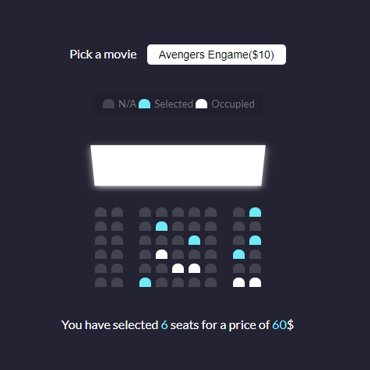 Pick a movie Avengers Engame($10)
N/A Selected Occupied
You have selected 6 seats for a price of 60$